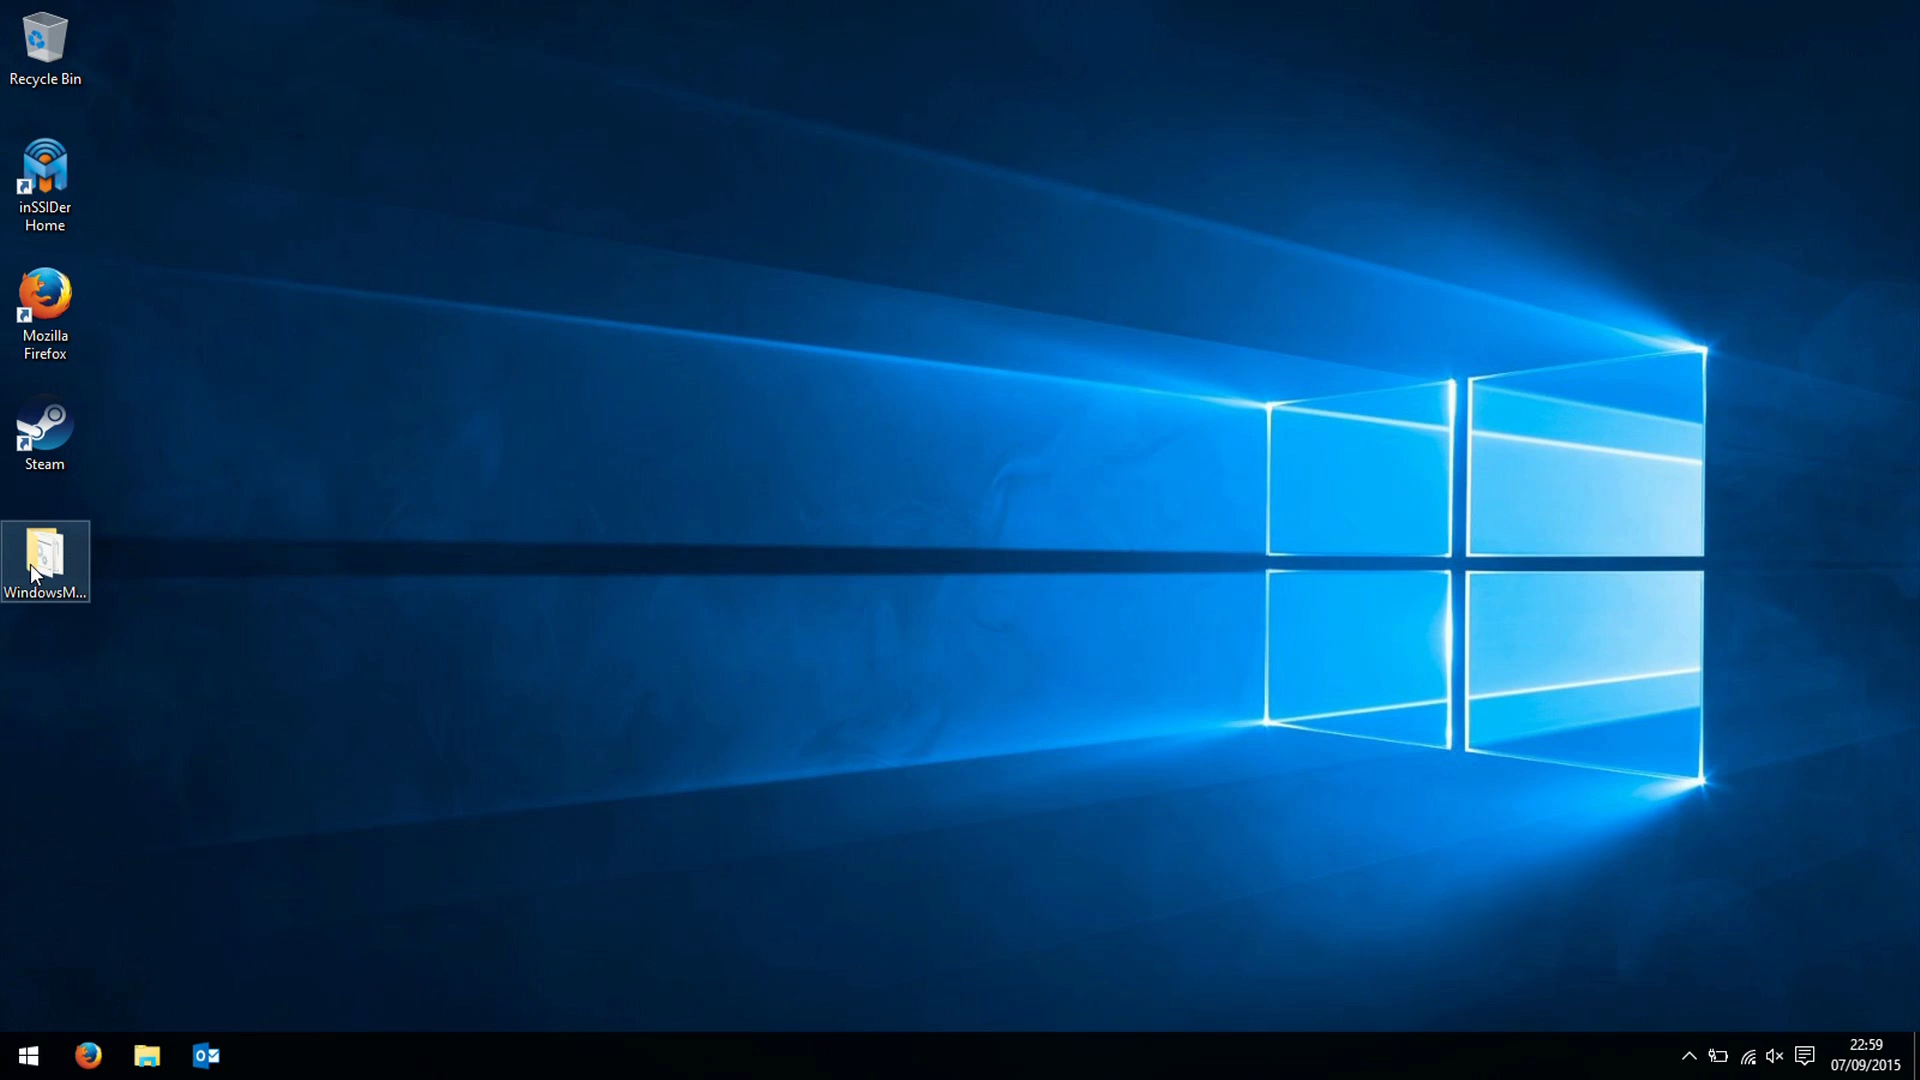 Recycle Bin
inSSIDer
Home
Mozilla
Firefox
Steam
WindowsM...
22:59
07/09/2015